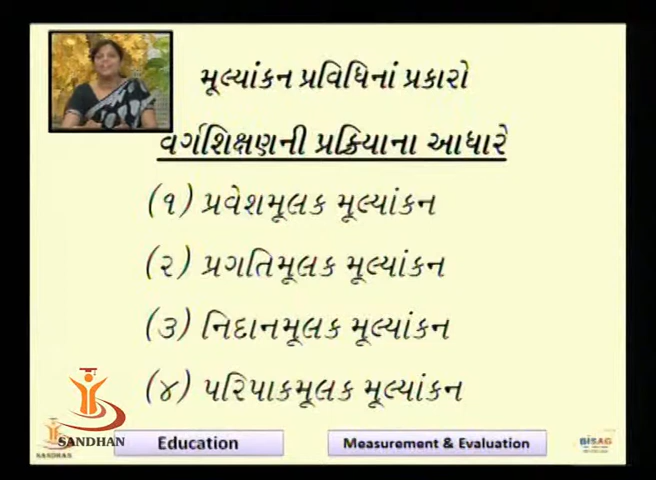 મૂલ્યાંકન પ્રવિધિનાં પ્રકારો
વર્ગશિક્ષણની પ્રક્રિયાના આધારે
(૧) પ્રવેશમૂલક મૂલ્યાંકન
(૨) પ્રગતિમૂલક મૂલ્યાંકન
(૩) નિદાનમૂલક મૂલ્યાંકન
(૪) પરિપાકમૂલક મૂલ્યાંકન
SANDHAN
SANDHAN
Education
Measurement & Evaluation
BISAG